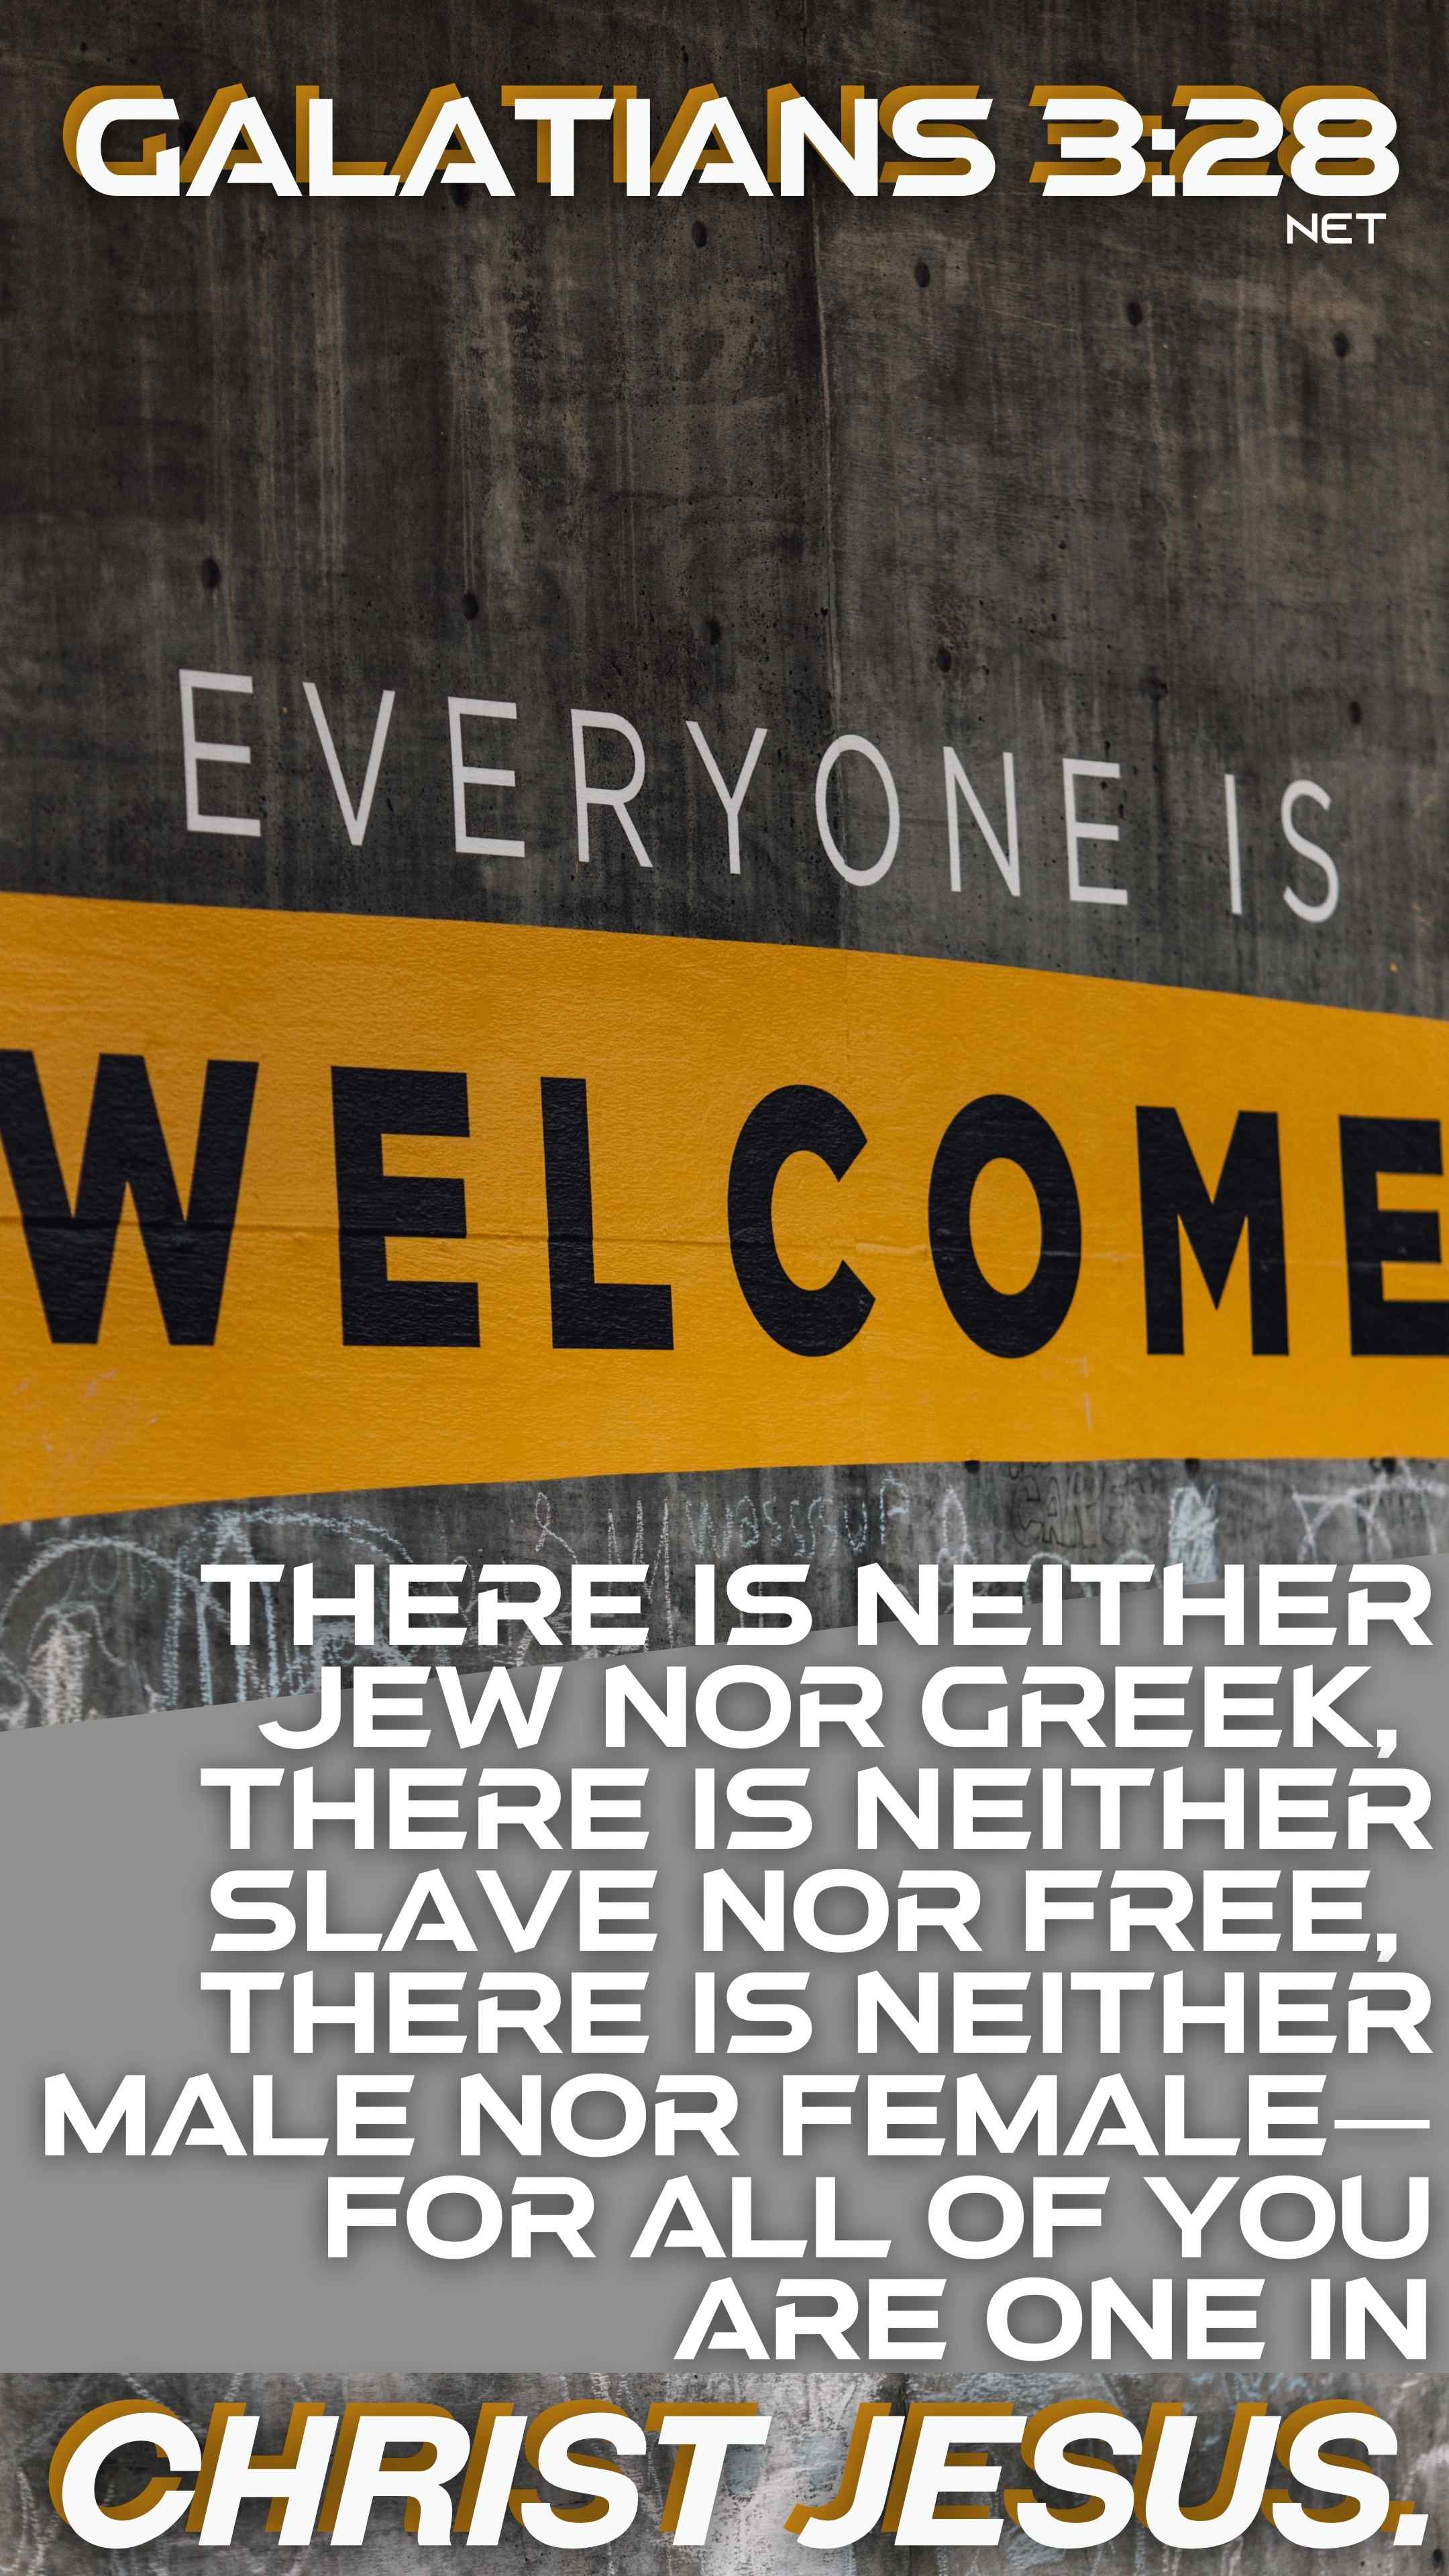 GALATIANS 3:28
NET
EVERYONE IS
WELCOME
THERE IS NEITHER
JEW NOR GREEK,
THERE IS NEITHER
SLAVE NOR FREE,
THERE IS NEITHER
MALE NOR FEMALE—
FOR ALL OF YOU
ARE ONE IN
CHRIST JESUS.